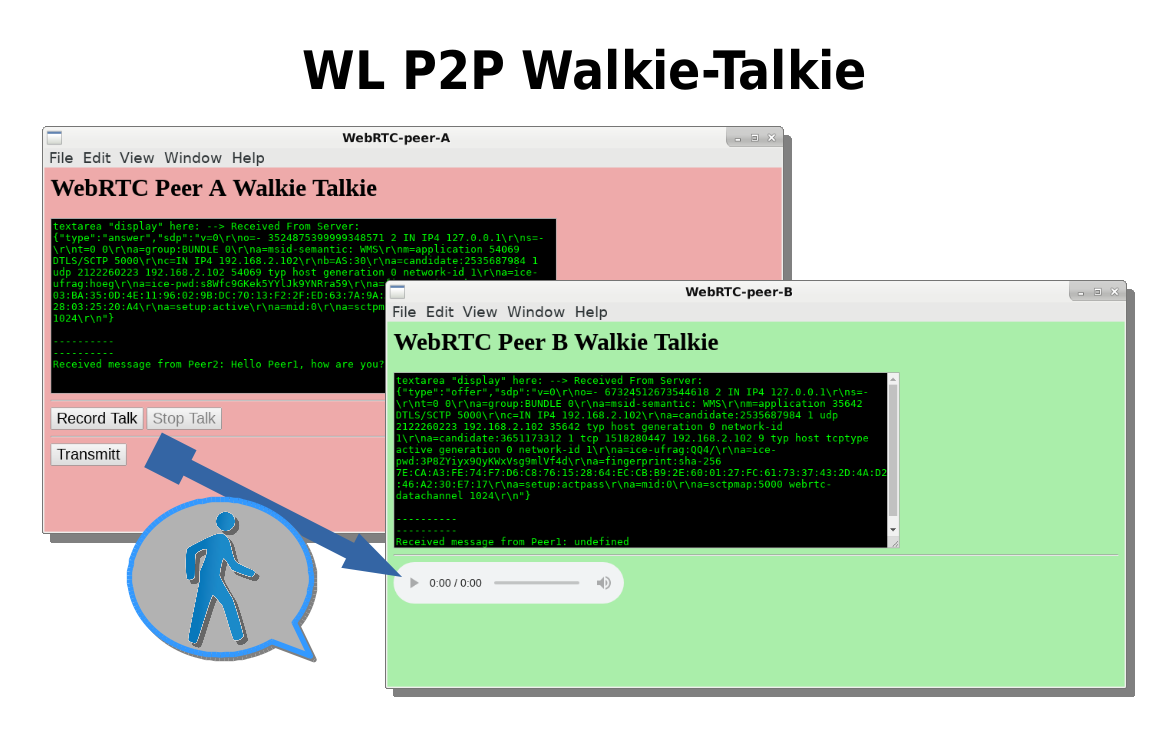 WL P2P Walkie-Talkie
WebRTC-peer-A
File Edit View Window Help
WebRTC Peer A Walkie Talkie
textarea "display" here: --> Received From Server:
{"type":"answer","sdp":"v=0\r\no=- 3524875399999348571 2 IN IP4 127.0.0.1\r\ns=-
\r\nt=0 0\r\na=group:BUNDLE 0\r\na=msid-semantic: WMS\r\nm=application 54069
DTLS/SCTP 5000\r\nc=IN IP4 192.168.2.102\r\nb=AS:30\r\na=candidate:2535687984 1
udp 2122260223 192.168.2.102 54069 typ host generation 0 network-id 1\r\na=ice-
ufrag:hoeg\r\na=ice-pwd:s8Wfc9GKek5YYlJk9YNRra59\r\na=
03:BA:35:0D:4E:11:96:02:9B:DC:70:13:F2:2F:ED:63:7A:9A:
28:03:25:20:A4\r\na=setup:active\r\na=mid:0\r\na=sctpm
1024\r\n"}
----------
----------
Received message from Peer2: Hello Peer1, how are you?
Record Talk Stop Talk
Transmitt
WebRTC-peer-B
File Edit View Window Help
WebRTC Peer B Walkie Talkie
textarea "display" here: --> Received From Server:
{"type":"offer","sdp":"v=0\r\no=- 67324512673544618 2 IN IP4 127.0.0.1\r\ns=-
\r\nt=0 0\r\na=group:BUNDLE 0\r\na=msid-semantic: WMS\r\nm=application 35642
DTLS/SCTP 5000\r\nc=IN IP4 192.168.2.102\r\na=candidate:2535687984 1 udp
2122260223 192.168.2.102 35642 typ host generation 0 network-id
1\r\na=candidate:3651173312 1 tcp 1518280447 192.168.2.102 9 typ host tcptype
active generation 0 network-id 1\r\na=ice-ufrag:QQ4/\r\na=ice-
pwd:3P8ZYiyx9QyKWxVsg9mlVf4d\r\na=fingerprint:sha-256
7E:CA:A3:FE:74:F7:D6:C8:76:15:28:64:EC:CB:B9:2E:60:01:27:FC:61:73:37:43:2D:4A:D2
:46:A2:30:E7:17\r\na=setup:actpass\r\na=mid:0\r\na=sctpmap:5000 webrtc-
datachannel 1024\r\n"}
----------
----------
Received message from Peer1: undefined
0:00 / 0:00